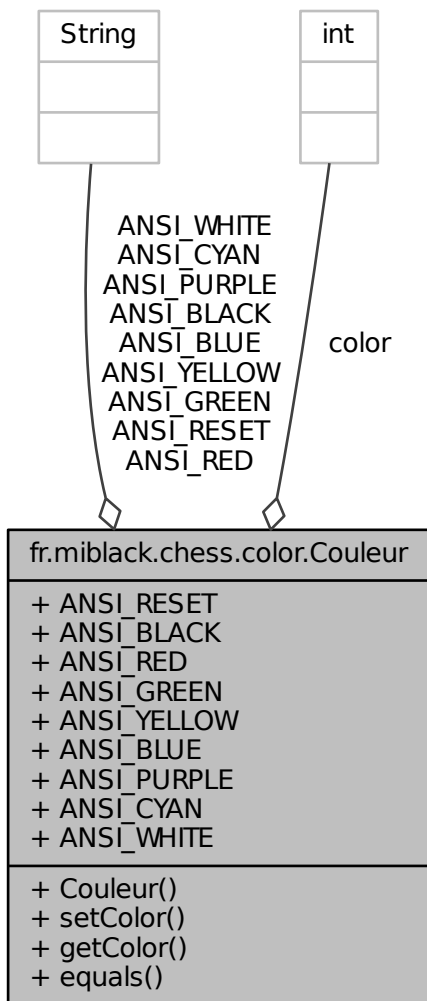 String
int
ANSI_WHITE
ANSI_CYAN
ANSI_PURPLE
ANSI_BLACK
ANSI_BLUE
color
ANSI_YELLOW
ANSI_GREEN
ANSI_RESET
ANSI_RED
fr.miblack.chess.color.Couleur
+ ANSI_RESET
+ ANSI_BLACK
+ ANSI_RED
+ ANSI_GREEN
+ ANSI_YELLOW
+ ANSI_BLUE
+ ANSI_PURPLE
+ ANSI_CYAN
+ ANSI_WHITE
+ Couleur()
+ setColor()
+ getColor()
+ equals()